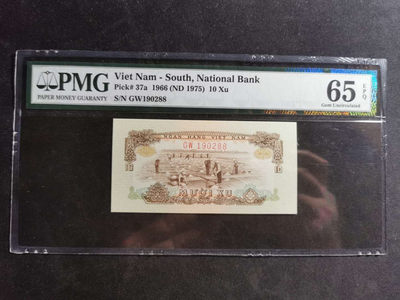 PMG
PAPER MONEY GUARANTY
Viet Nam - South, National Bank
Pick# 37a 1966 (ND 1975) 10 Xu
S/N GW190288
65 EPQ
Gem Uncirculated
NGAN HANG VIET NAM
GW 190288
10
10
MUOI XU